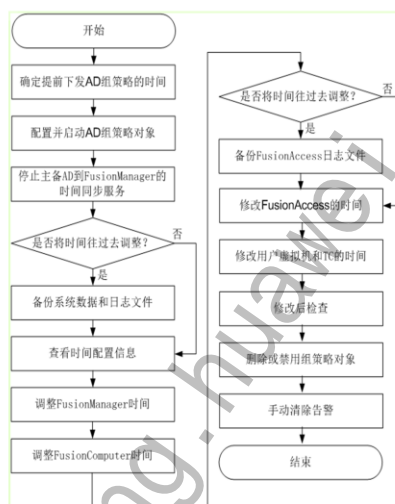 开始
确定提前下发AD组策略的时间
配置并启动AD组策略对象
停止主备AD到FusionManager的
时间同步服务
是否将时间往过去调整?
否
是
备份系统数据和日志文件
查看时间配置信息
调整FusionManager时间
调整FusionComputer时间
是否将时间往过去调整?
否
是
备份FusionAccess日志文件
修改FusionAccess的时间
修改用户虚拟机和TC的时间
修改后检查
删除或禁用组策略对象
手动清除告警
结束
ng.huawei